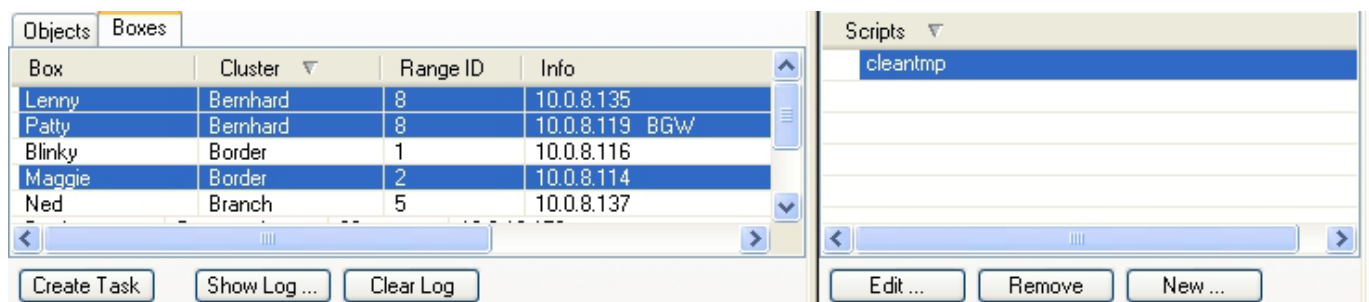 Objects Boxes
Box Cluster Range ID Info
Lenny Bernhard 8 10.0.8.135
Patty Bernhard 8 10.0.8.119 BGW
Blinky Border 1 10.0.8.116
Maggie Border 2 10.0.8.114
Ned Branch 5 10.0.8.137
Create Task Show Log ... Clear Log
Scripts
cleantmp
Edit ... Remove New ...